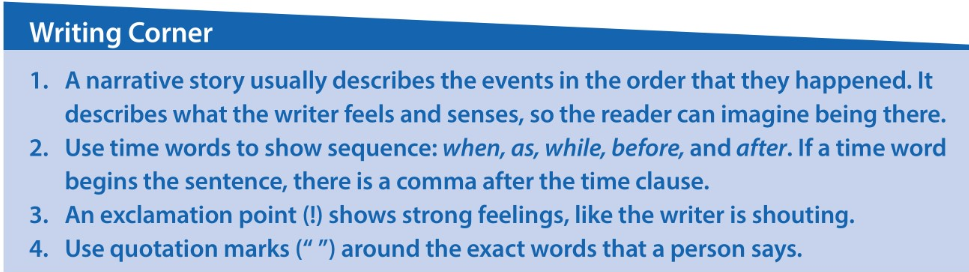 Writing Corner
1. A narrative story usually describes the events in the order that they happened. It
describes what the writer feels and senses, so the reader can imagine being there.
2. Use time words to show sequence: when, as, while, before, and after. If a time word
begins the sentence, there is a comma after the time clause.
3. An exclamation point (!) shows strong feelings, like the writer is shouting.
4. Use quotation marks (“ ”) around the exact words that a person says.